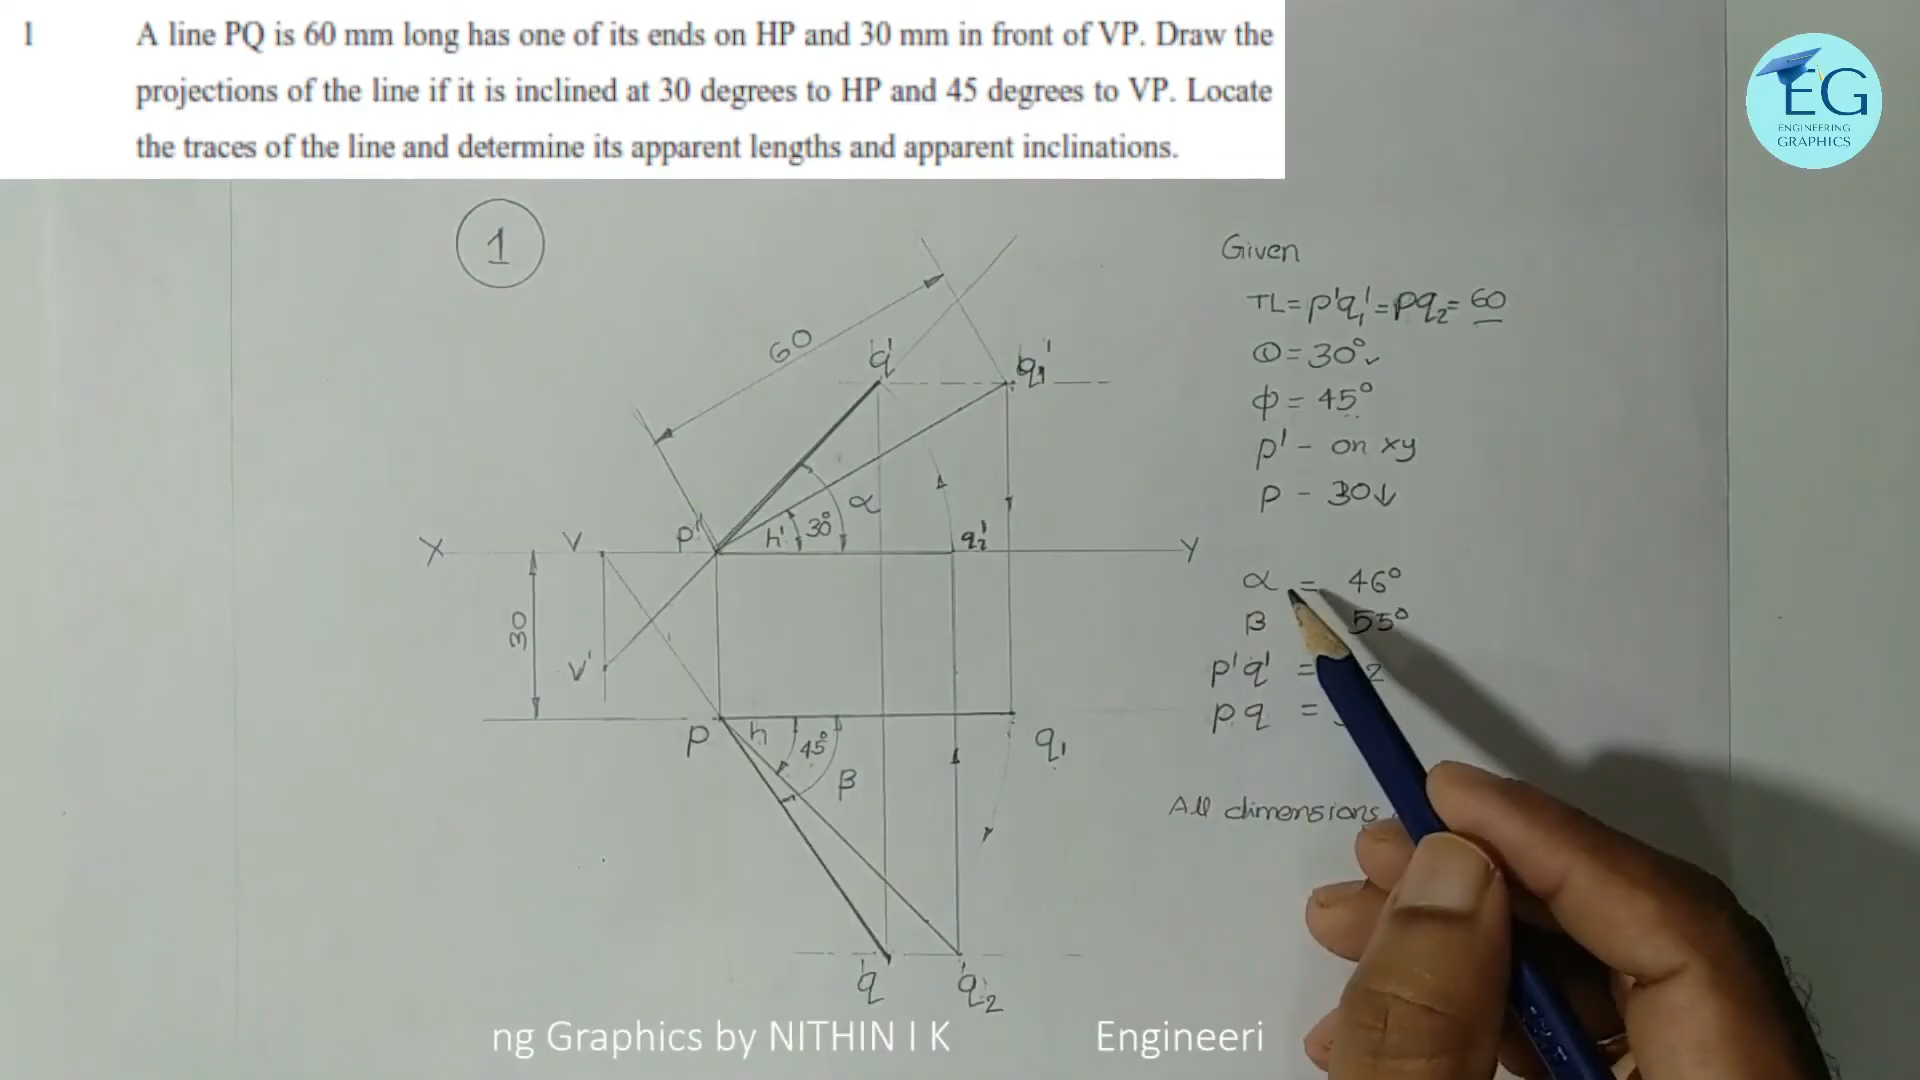 1 A line PQ is 60 mm long has one of its ends on HP and 30 mm in front of VP. Draw the
projections of the line if it is inclined at 30 degrees to HP and 45 degrees to VP. Locate
the traces of the line and determine its apparent lengths and apparent inclinations.
EG
ENGINEERING
GRAPHICS
1
Given
TL = p'q₁' = pq₂ = 60
θ = 30°
φ = 45°
p' - on xy
p - 30↓
60
q'
q₁'
α
30°
h'
p'
v
X
q₂'
Y
30
v'
p
h
45°
β
q₁
q
q₂
α = 46°
β 55°
p'q' = 2
pq =
All dimensions
ng Graphics by NITHIN I K Engineeri